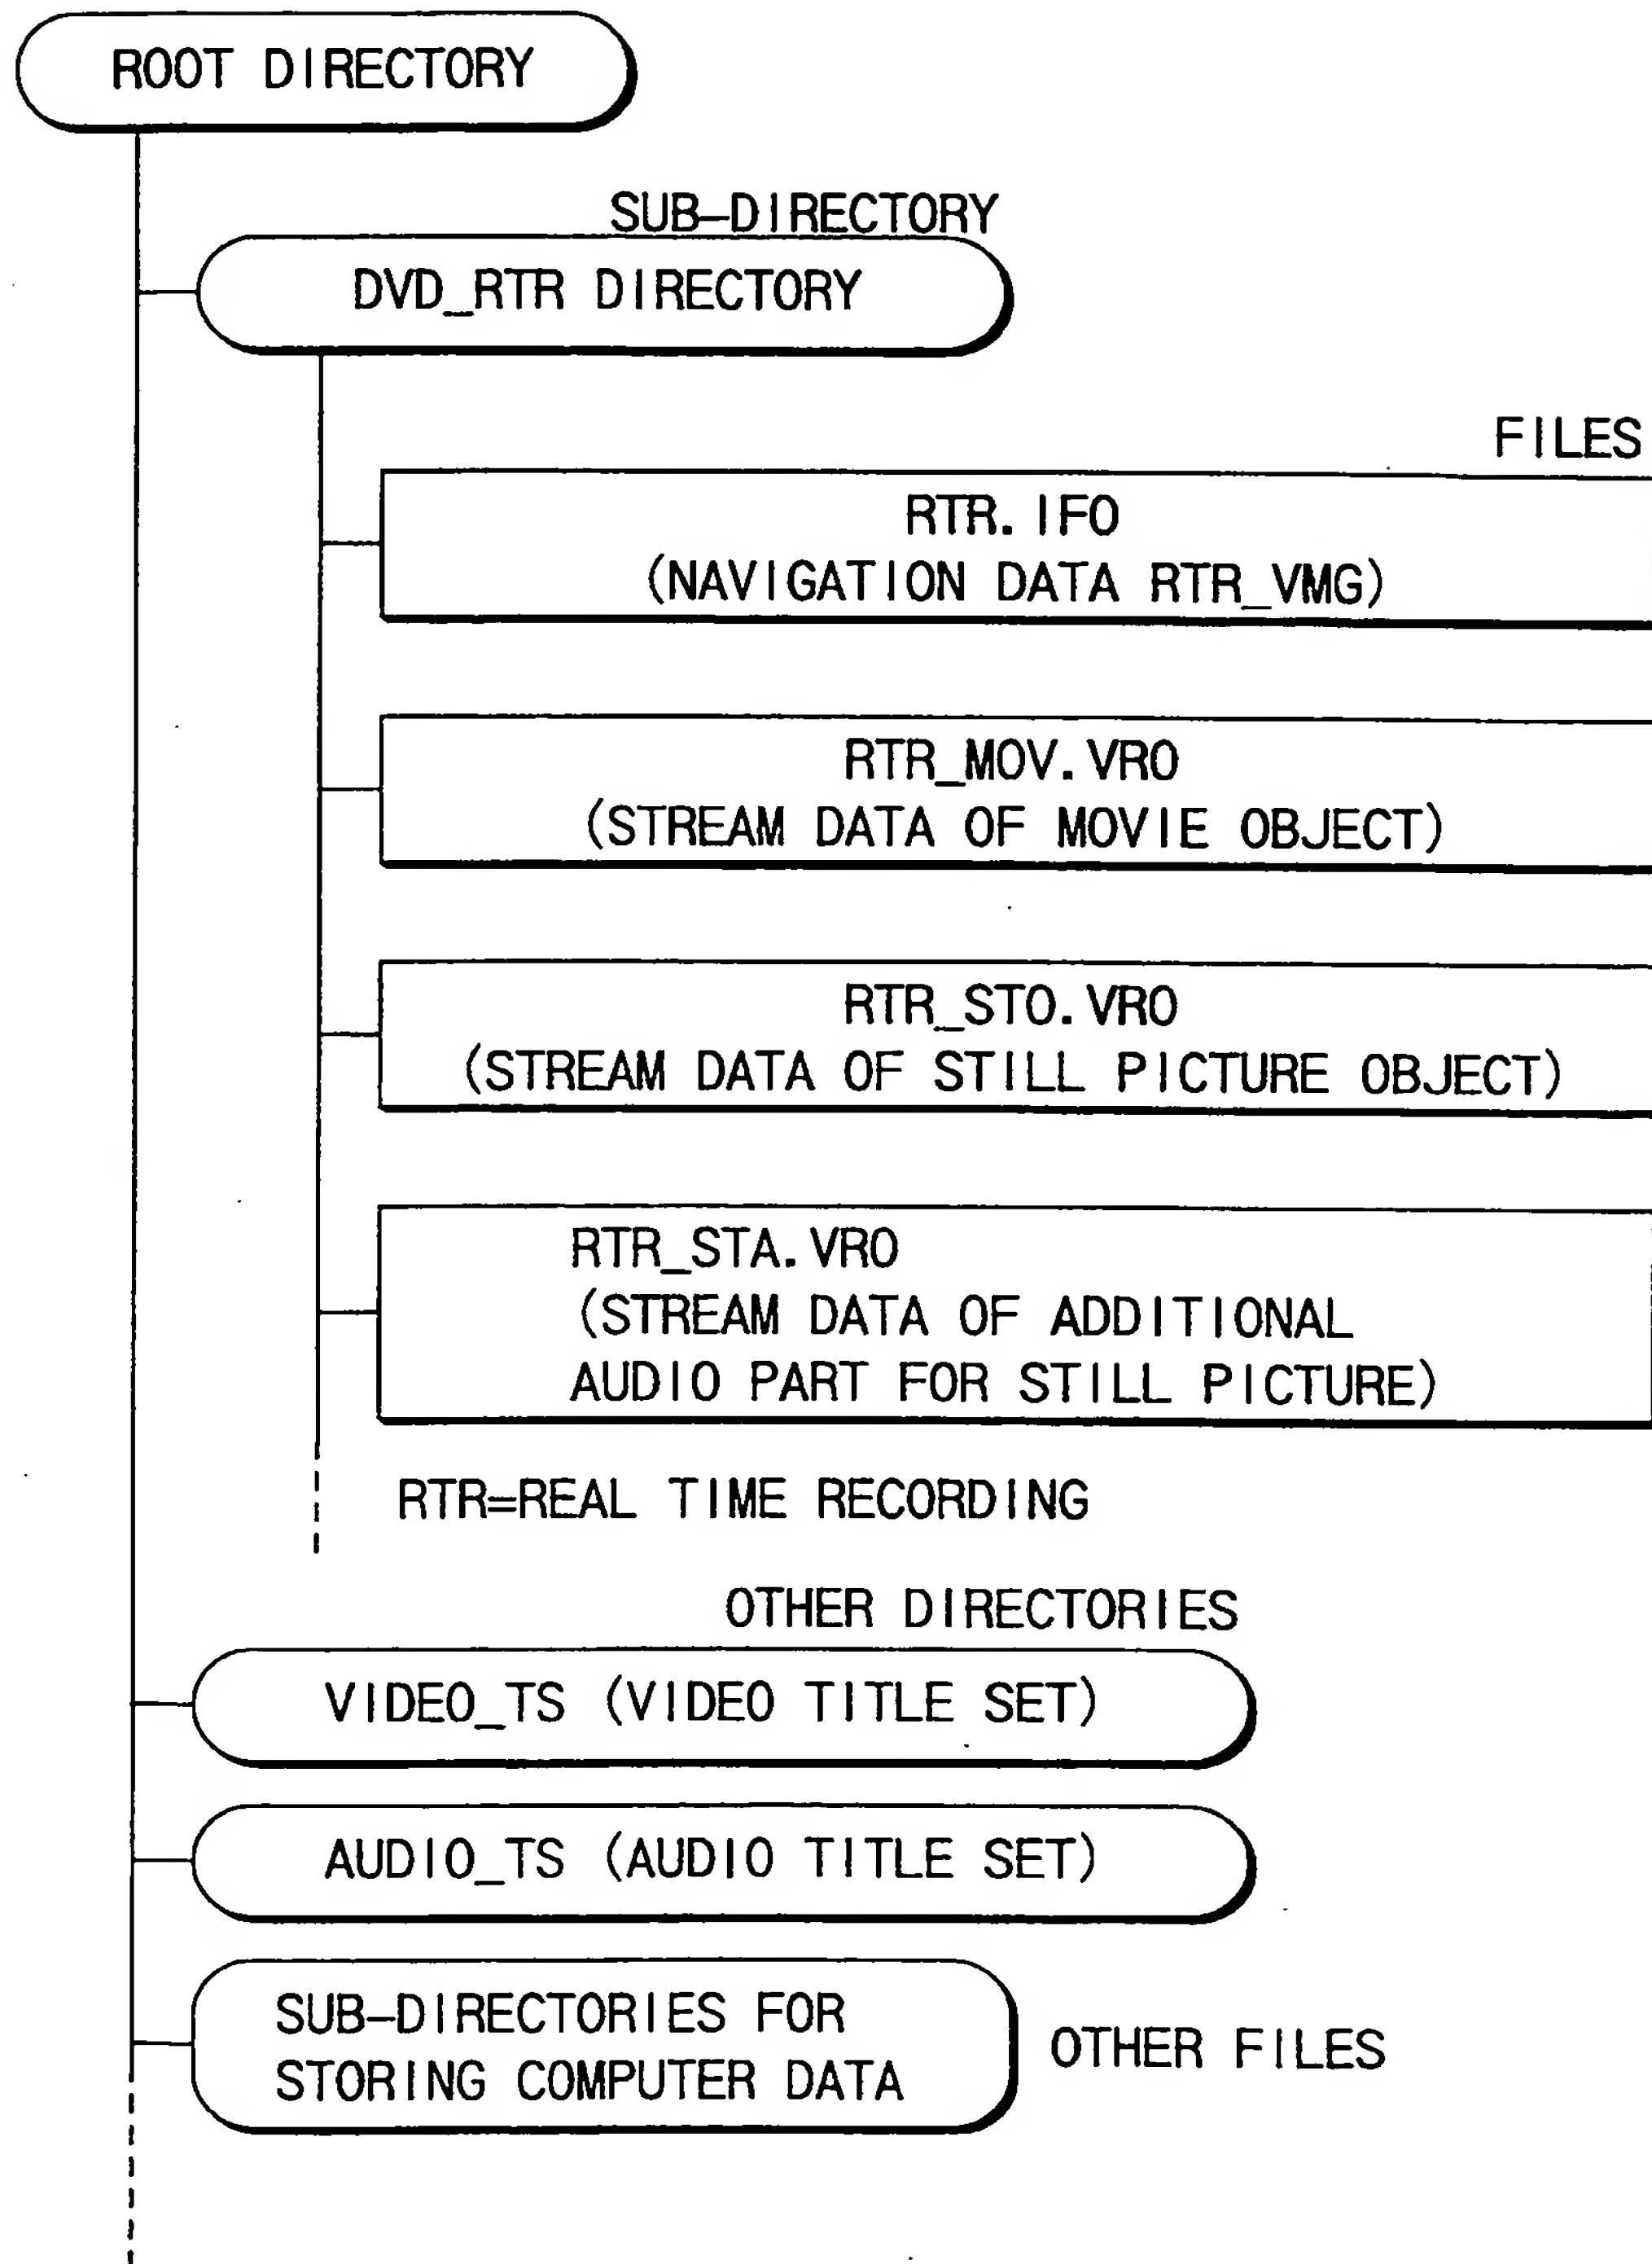 ROOT DIRECTORY
SUB-DIRECTORY
DVD_RTR DIRECTORY
FILES
RTR.IFO
(NAVIGATION DATA RTR_VMG)
RTR_MOV.VRO
(STREAM DATA OF MOVIE OBJECT)
RTR_STO.VRO
(STREAM DATA OF STILL PICTURE OBJECT)
RTR_STA.VRO
(STREAM DATA OF ADDITIONAL
AUDIO PART FOR STILL PICTURE)
RTR=REAL TIME RECORDING
OTHER DIRECTORIES
VIDEO_TS (VIDEO TITLE SET)
AUDIO_TS (AUDIO TITLE SET)
SUB-DIRECTORIES FOR
STORING COMPUTER DATA
OTHER FILES